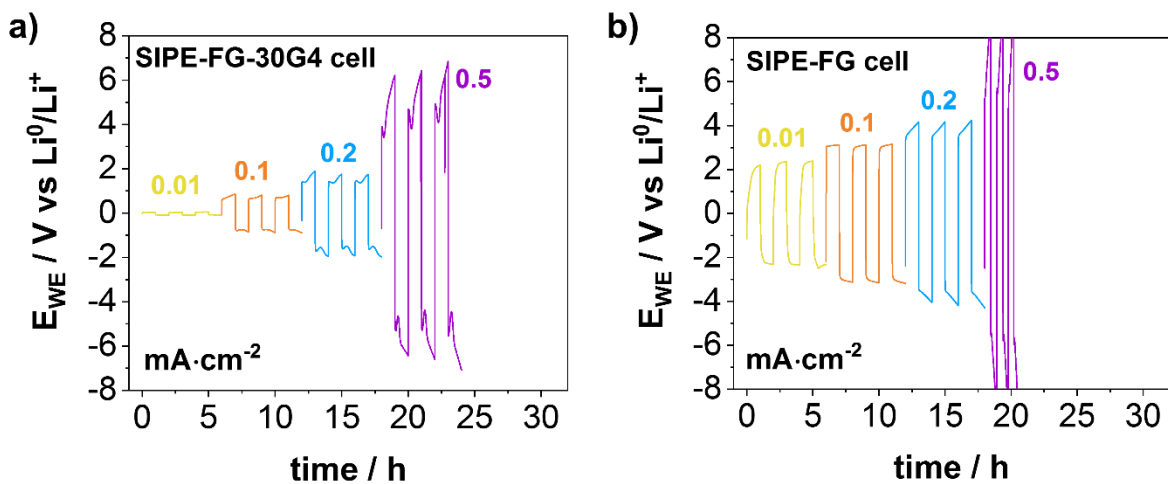 a)
SIPE-FG-30G4 cell
0.01
0.1
0.2
0.5
mA·cm⁻²
E_WE / V vs Li⁰/Li⁺
8
6
4
2
0
-2
-4
-6
-8
0 5 10 15 20 25 30
time / h
b)
SIPE-FG cell
0.01
0.1
0.2
0.5
mA·cm⁻²
E_WE / V vs Li⁰/Li⁺
8
6
4
2
0
-2
-4
-6
-8
0 5 10 15 20 25 30
time / h